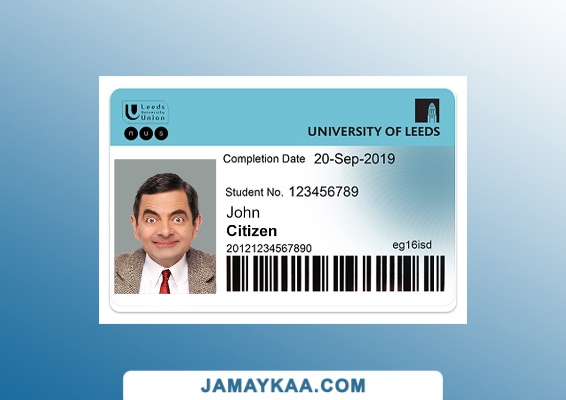 Leeds
University
Union
nus
UNIVERSITY OF LEEDS
Completion Date 20-Sep-2019
Student No. 123456789
John
Citizen
20121234567890
eg16isd
JAMAYKAA.COM